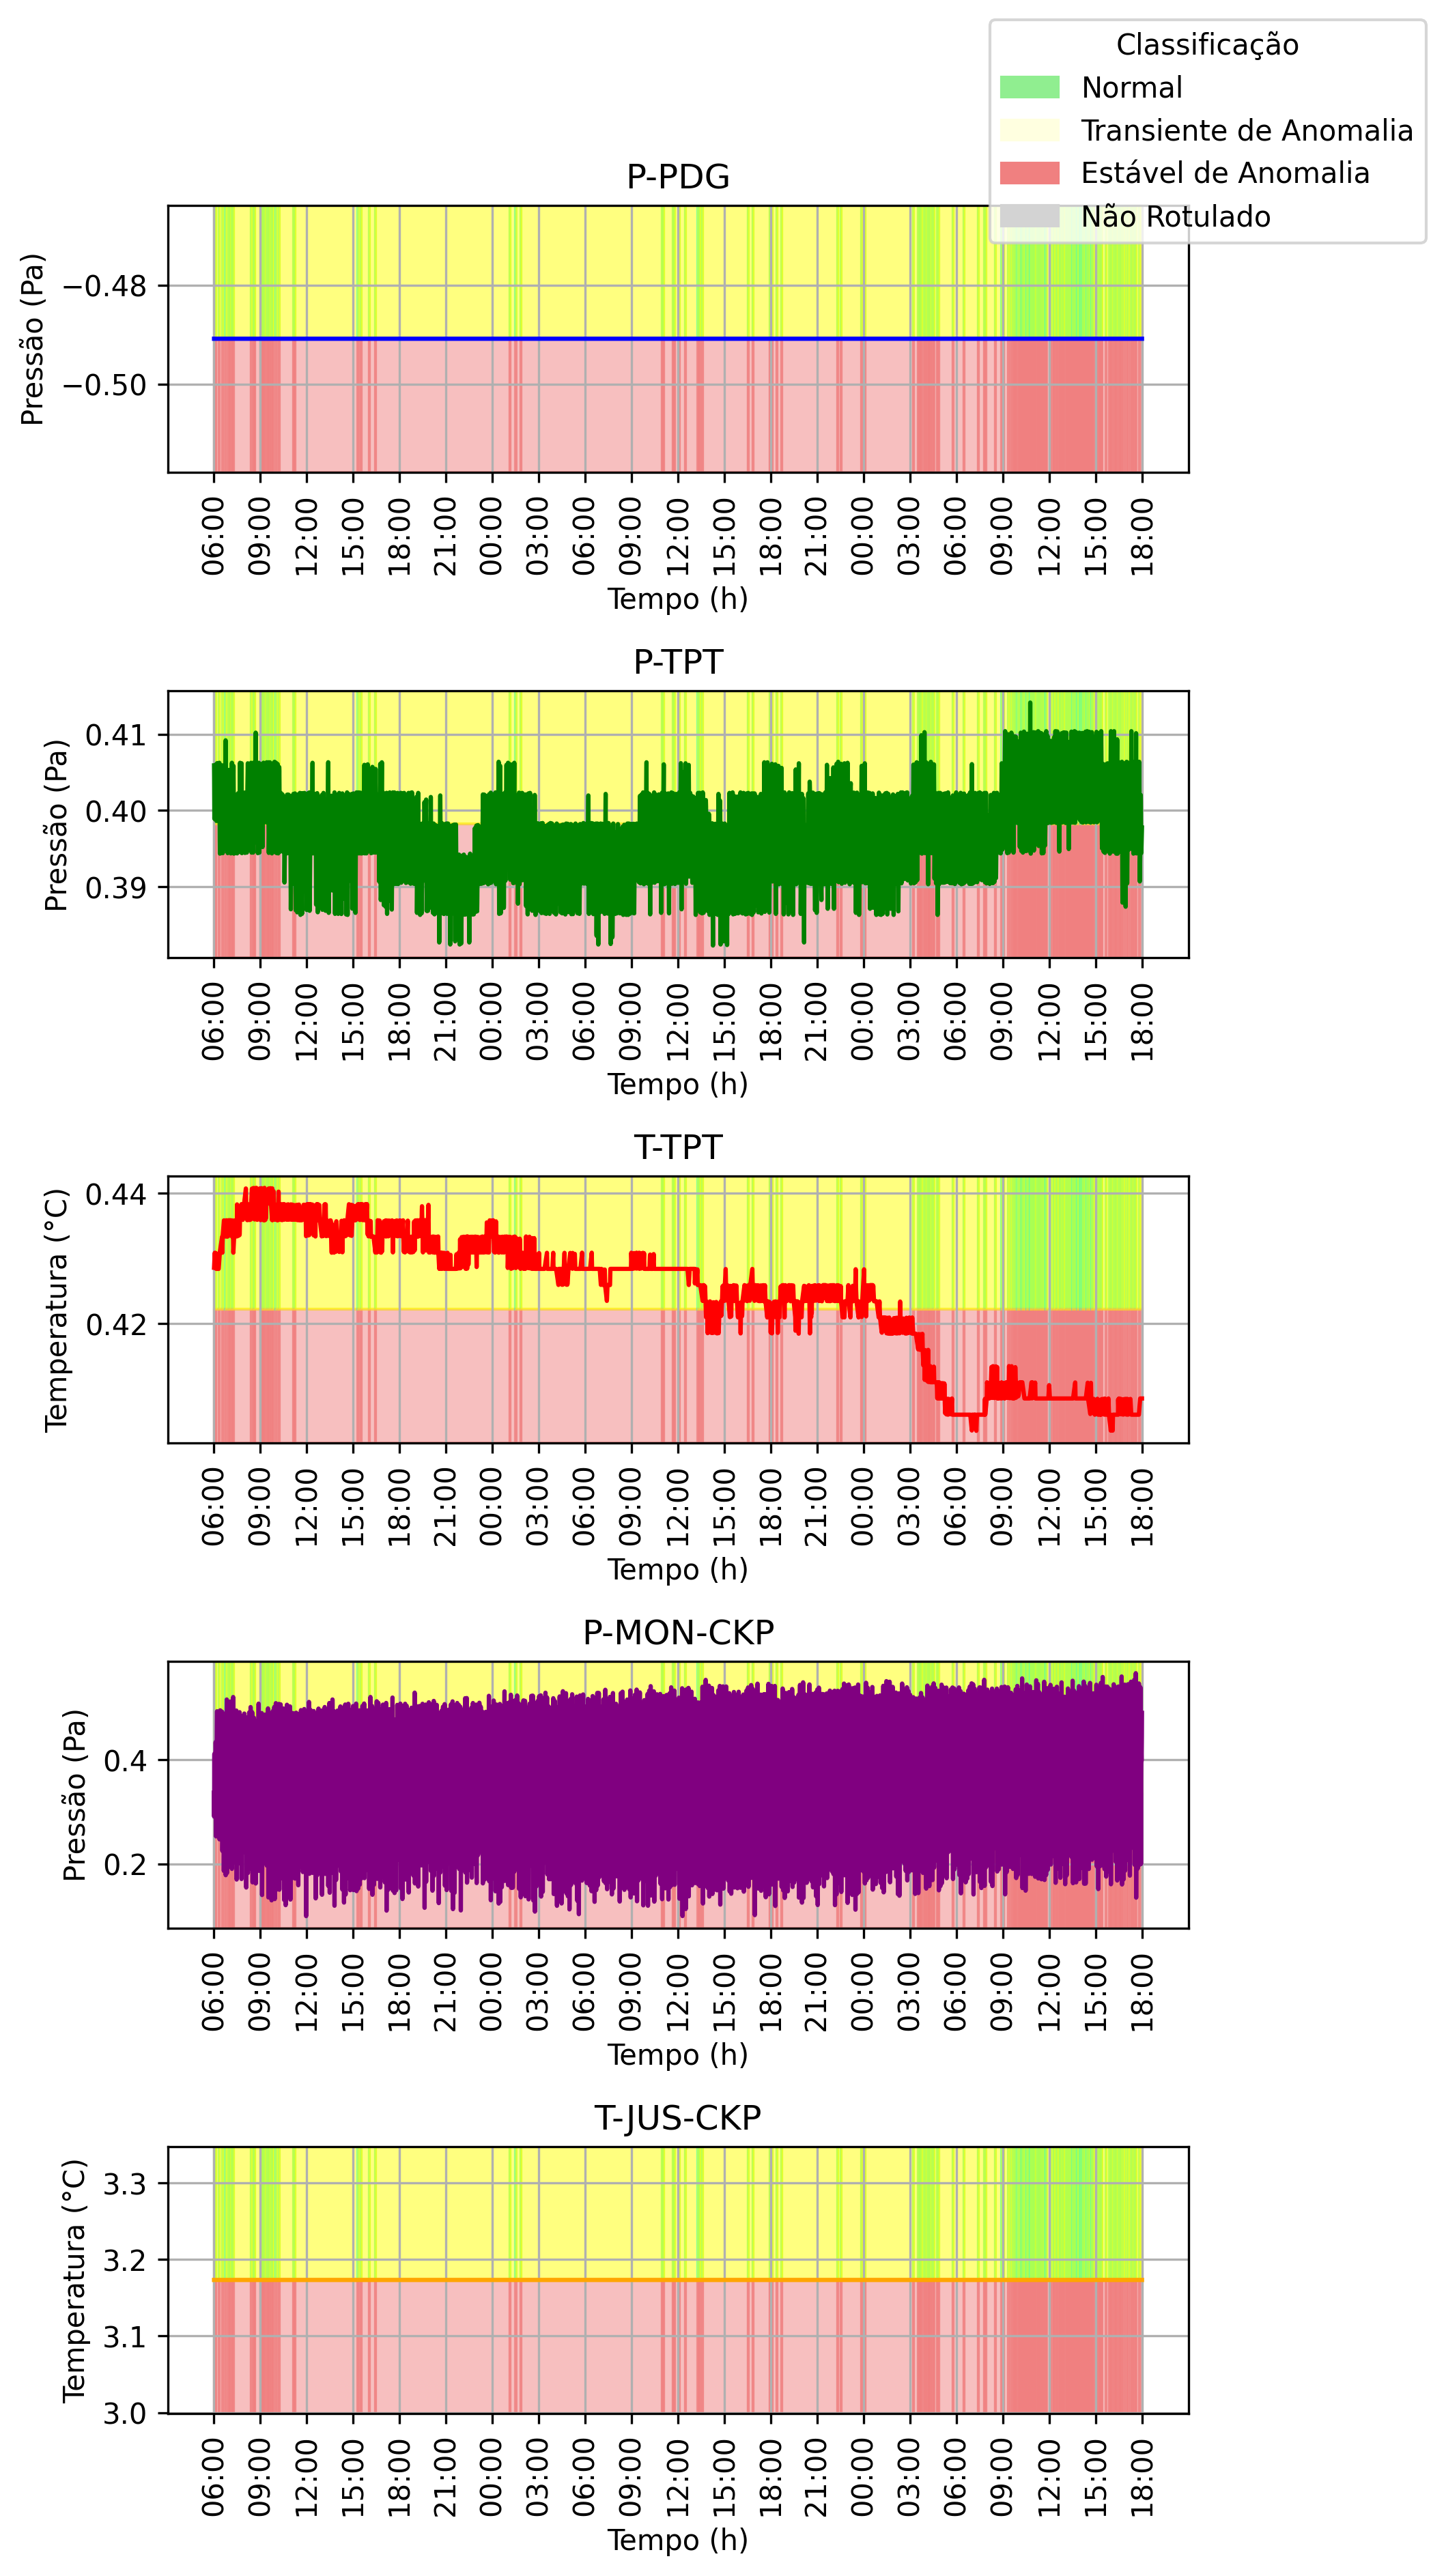 Classificação
Normal
Transiente de Anomalia
Estável de Anomalia
Não Rotulado
P-PDG
Pressão (Pa)
−0.48
−0.50
06:00 09:00 12:00 15:00 18:00 21:00 00:00 03:00 06:00 09:00 12:00 15:00 18:00 21:00 00:00 03:00 06:00 09:00 12:00 15:00 18:00
Tempo (h)
P-TPT
Pressão (Pa)
0.41
0.40
0.39
06:00 09:00 12:00 15:00 18:00 21:00 00:00 03:00 06:00 09:00 12:00 15:00 18:00 21:00 00:00 03:00 06:00 09:00 12:00 15:00 18:00
Tempo (h)
T-TPT
Temperatura (°C)
0.44
0.42
06:00 09:00 12:00 15:00 18:00 21:00 00:00 03:00 06:00 09:00 12:00 15:00 18:00 21:00 00:00 03:00 06:00 09:00 12:00 15:00 18:00
Tempo (h)
P-MON-CKP
Pressão (Pa)
0.4
0.2
06:00 09:00 12:00 15:00 18:00 21:00 00:00 03:00 06:00 09:00 12:00 15:00 18:00 21:00 00:00 03:00 06:00 09:00 12:00 15:00 18:00
Tempo (h)
T-JUS-CKP
Temperatura (°C)
3.3
3.2
3.1
3.0
06:00 09:00 12:00 15:00 18:00 21:00 00:00 03:00 06:00 09:00 12:00 15:00 18:00 21:00 00:00 03:00 06:00 09:00 12:00 15:00 18:00
Tempo (h)